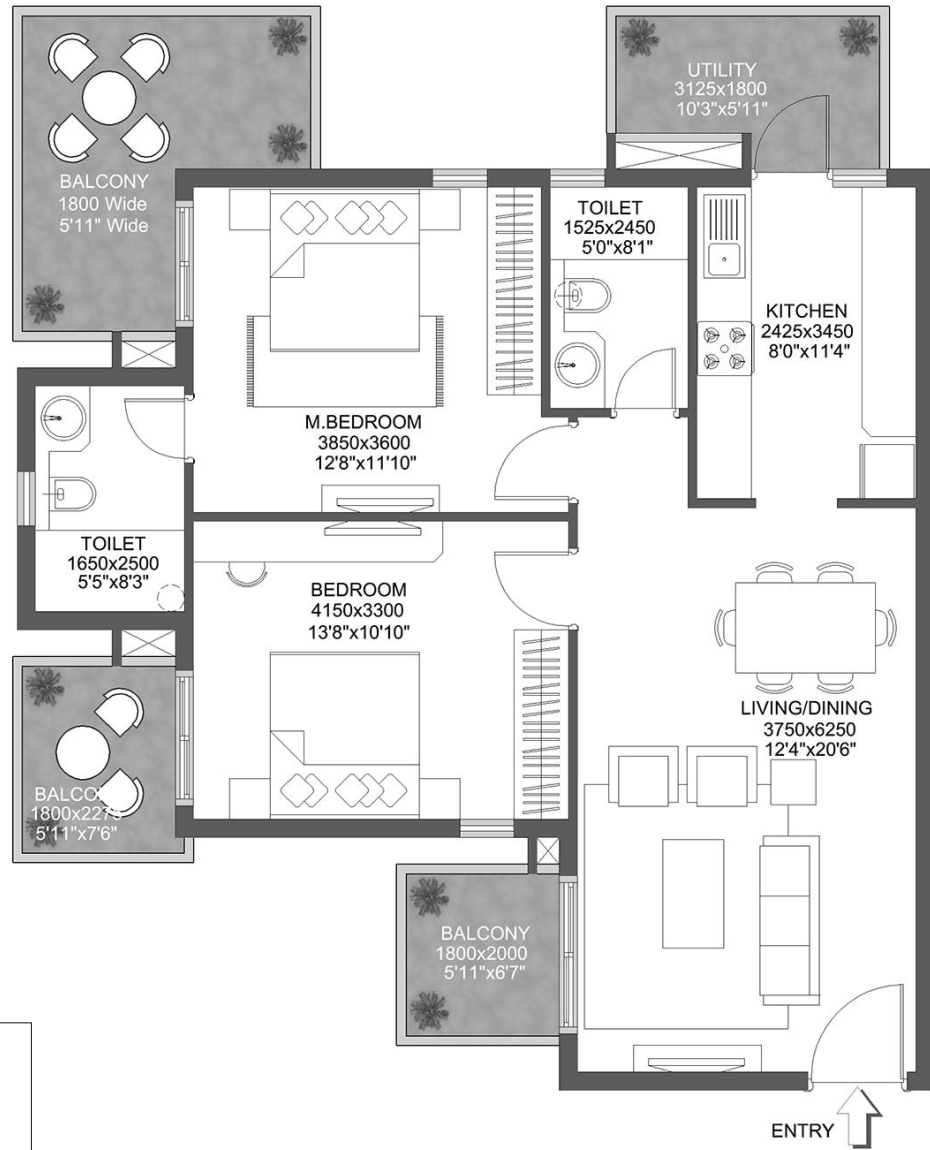 UTILITY
3125x1800
10'3"x5'11"
BALCONY
1800 Wide
5'11" Wide
TOILET
1525x2450
5'0"x8'1"
KITCHEN
2425x3450
8'0"x11'4"
M.BEDROOM
3850x3600
12'8"x11'10"
TOILET
1650x2500
5'5"x8'3"
BEDROOM
4150x3300
13'8"x10'10"
LIVING/DINING
3750x6250
12'4"x20'6"
5'11"x7'6"
BALCONY
1800x2000
5'11"x6'7"
ENTRY